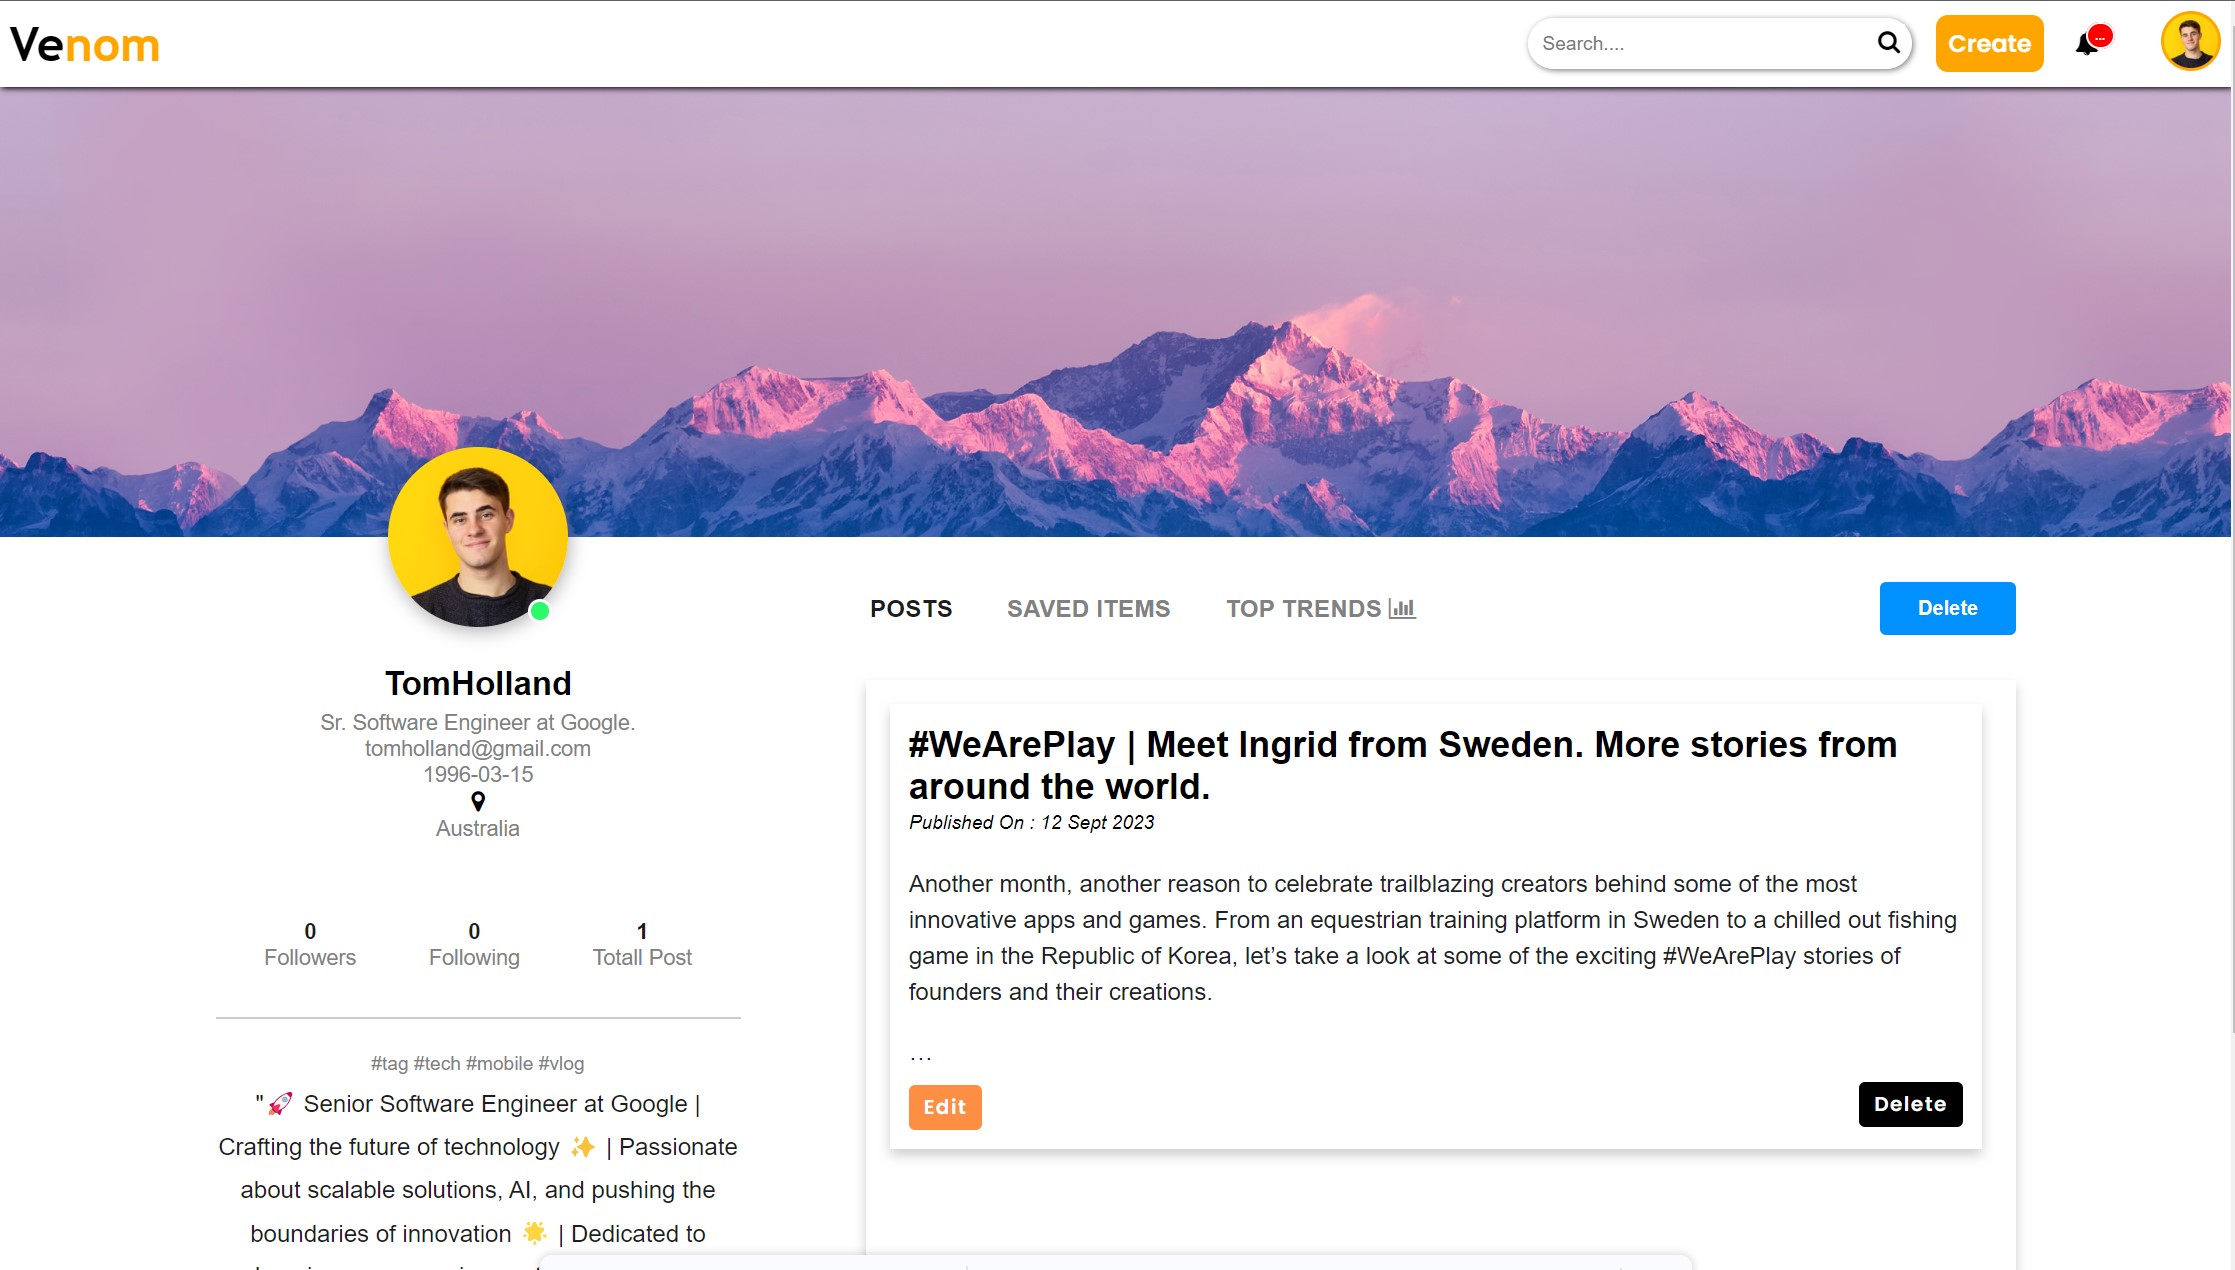 Venom
Search....
Create
...
POSTS
SAVED ITEMS
TOP TRENDS
Delete
TomHolland
Sr. Software Engineer at Google.
tomholland@gmail.com
1996-03-15
Australia
0
Followers
0
Following
1
Totall Post
#tag #tech #mobile #vlog
"🚀 Senior Software Engineer at Google |
Crafting the future of technology ✨ | Passionate
about scalable solutions, AI, and pushing the
boundaries of innovation 🌟 | Dedicated to
#WeArePlay | Meet Ingrid from Sweden. More stories from
around the world.
Published On : 12 Sept 2023
Another month, another reason to celebrate trailblazing creators behind some of the most
innovative apps and games. From an equestrian training platform in Sweden to a chilled out fishing
game in the Republic of Korea, let’s take a look at some of the exciting #WeArePlay stories of
founders and their creations.
…
Edit
Delete